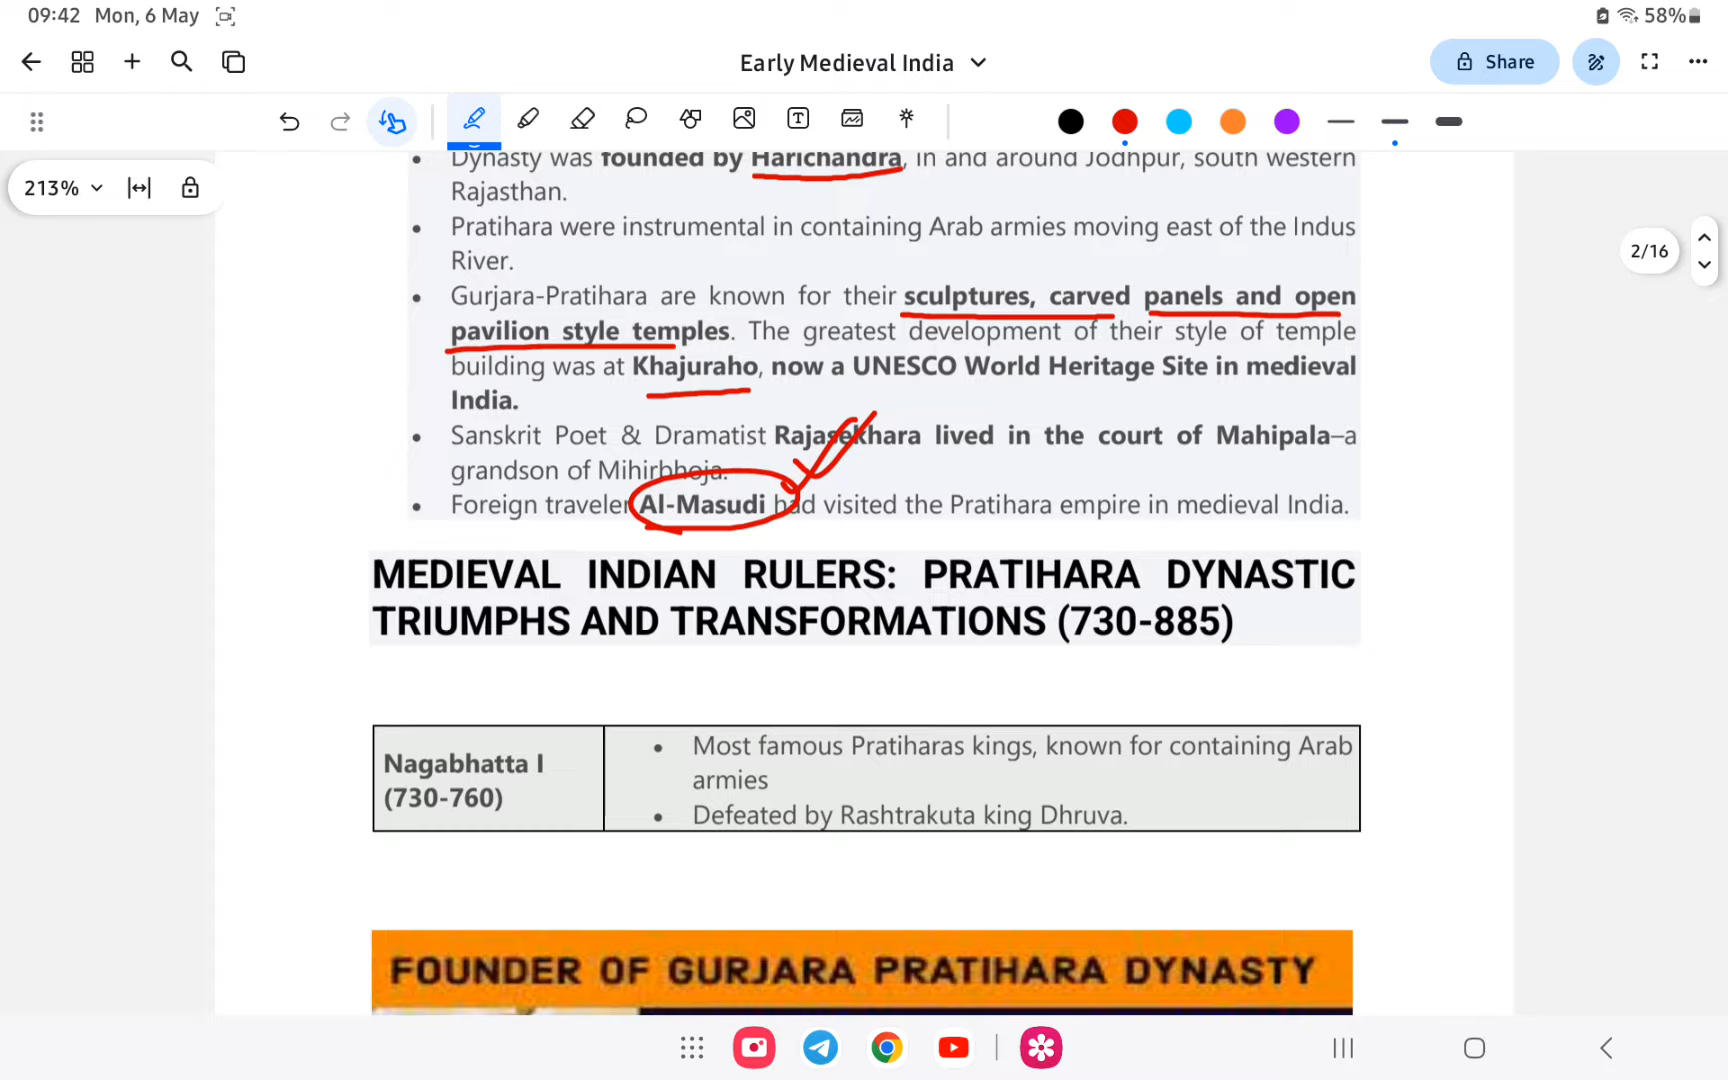 09:42 Mon, 6 May 58%
Early Medieval India
Share
213%
2/16
Dynasty was founded by Harichandra, in and around Jodhpur, south western
Rajasthan.
Pratihara were instrumental in containing Arab armies moving east of the Indus
River.
Gurjara-Pratihara are known for their sculptures, carved panels and open
pavilion style temples. The greatest development of their style of temple
building was at Khajuraho, now a UNESCO World Heritage Site in medieval
India.
Sanskrit Poet & Dramatist Rajasekhara lived in the court of Mahipala–a
grandson of Mihirbhoja.
Foreign traveler Al-Masudi had visited the Pratihara empire in medieval India.
MEDIEVAL INDIAN RULERS: PRATIHARA DYNASTIC
TRIUMPHS AND TRANSFORMATIONS (730-885)
Nagabhatta I
(730-760)
Most famous Pratiharas kings, known for containing Arab
armies
Defeated by Rashtrakuta king Dhruva.
FOUNDER OF GURJARA PRATIHARA DYNASTY